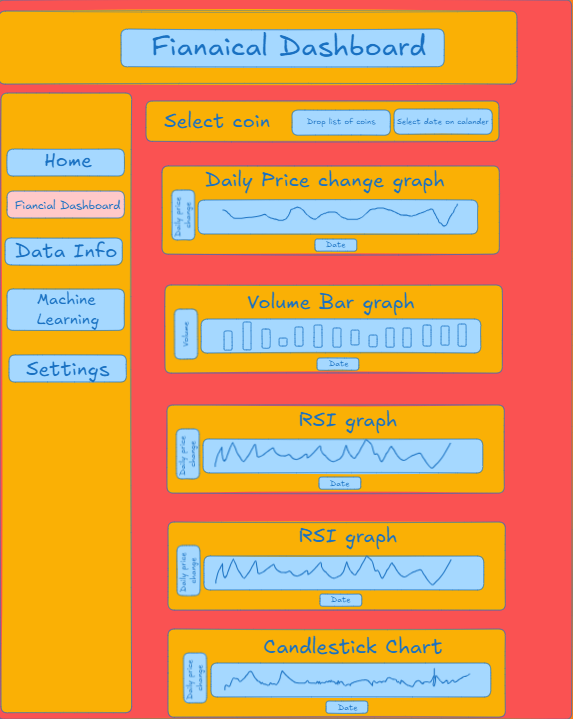 Fianaical Dashboard
Home
Fiancial Dashboard
Data Info
Machine
Learning
Settings
Select coin
Drop list of coins
Select date on calander
Daily Price change graph
Daily price
change
Date
Volume Bar graph
Volume
Date
RSI graph
Daily price
change
Date
RSI graph
Daily price
change
Date
Candlestick Chart
Daily price
change
Date